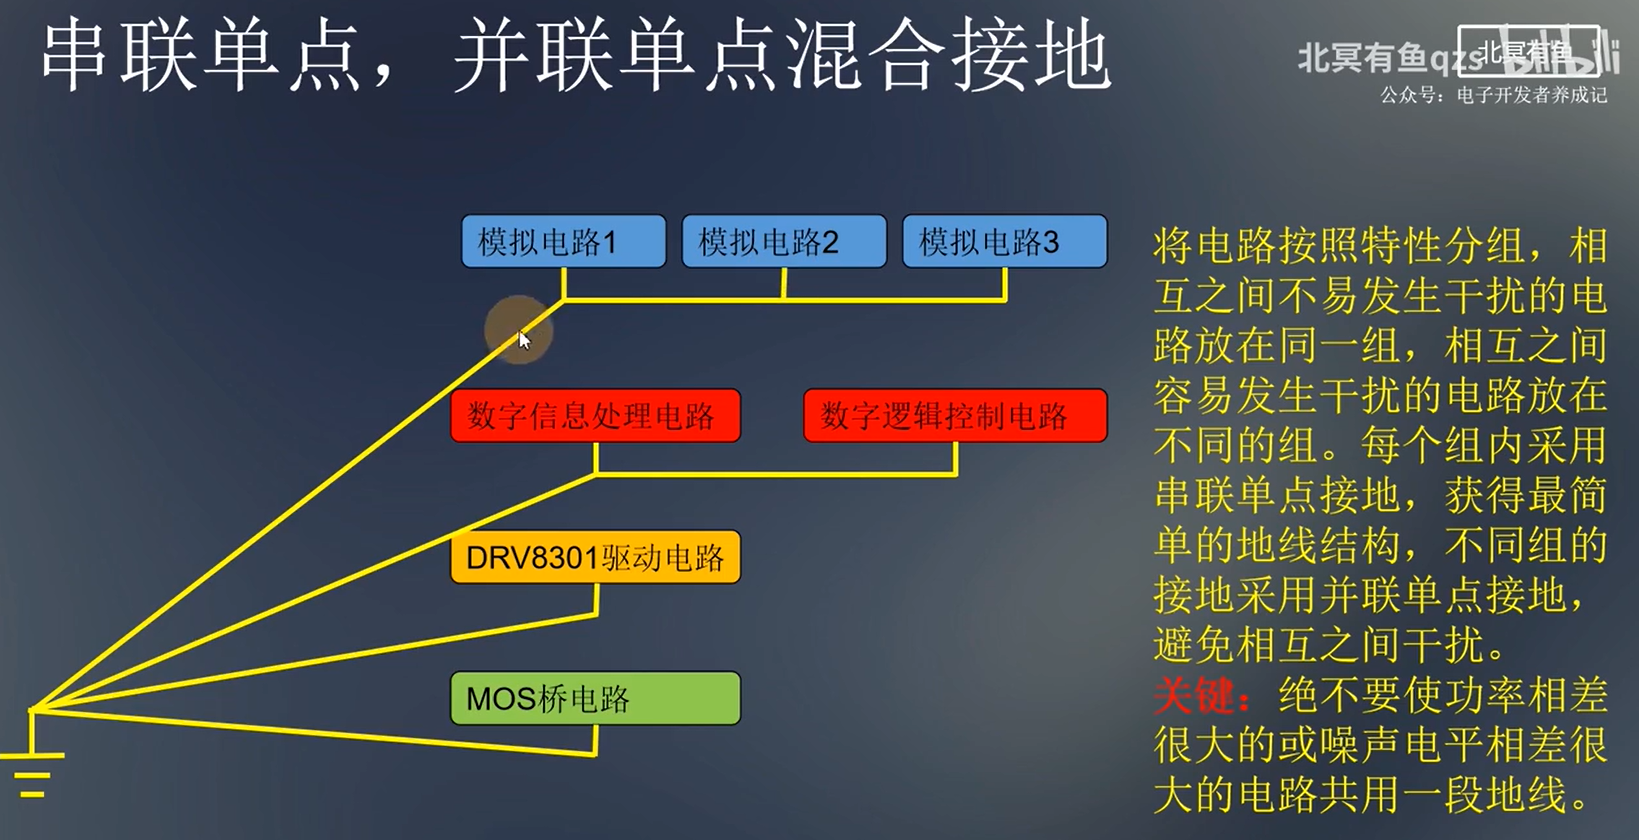 串联单点，并联单点混合接地
北冥有鱼qzs
bilibili
北冥有鱼
公众号：电子开发者养成记
模拟电路1
模拟电路2
模拟电路3
数字信息处理电路
数字逻辑控制电路
DRV8301驱动电路
MOS桥电路
将电路按照特性分组，相
互之间不易发生干扰的电
路放在同一组，相互之间
容易发生干扰的电路放在
不同的组。每个组内采用
串联单点接地，获得最简
单的地线结构，不同组的
接地采用并联单点接地，
避免相互之间干扰。
关键：绝不要使功率相差
很大的或噪声电平相差很
大的电路共用一段地线。